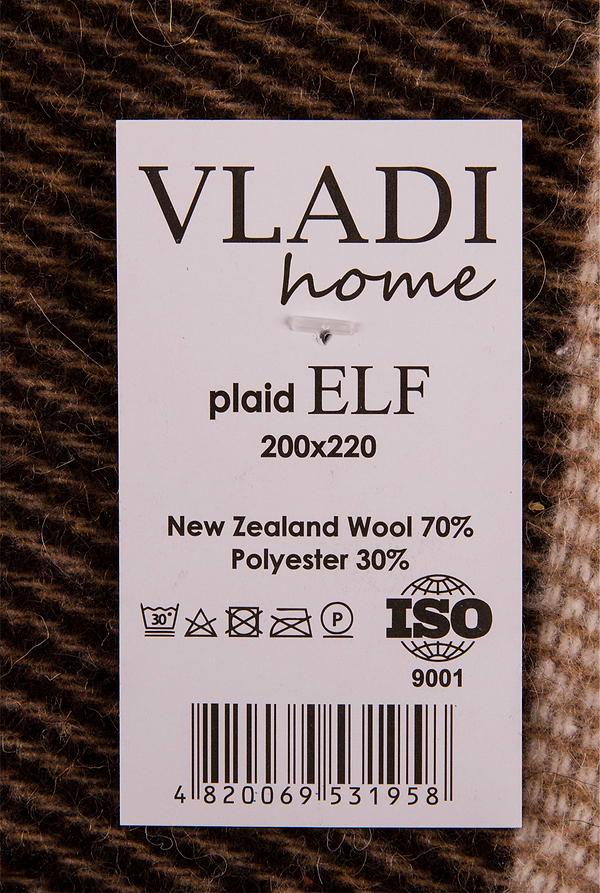 VLADI
home
plaid ELF
200x220
New Zealand Wool 70%
Polyester 30%
30° P
ISO
9001
4 820069 531958